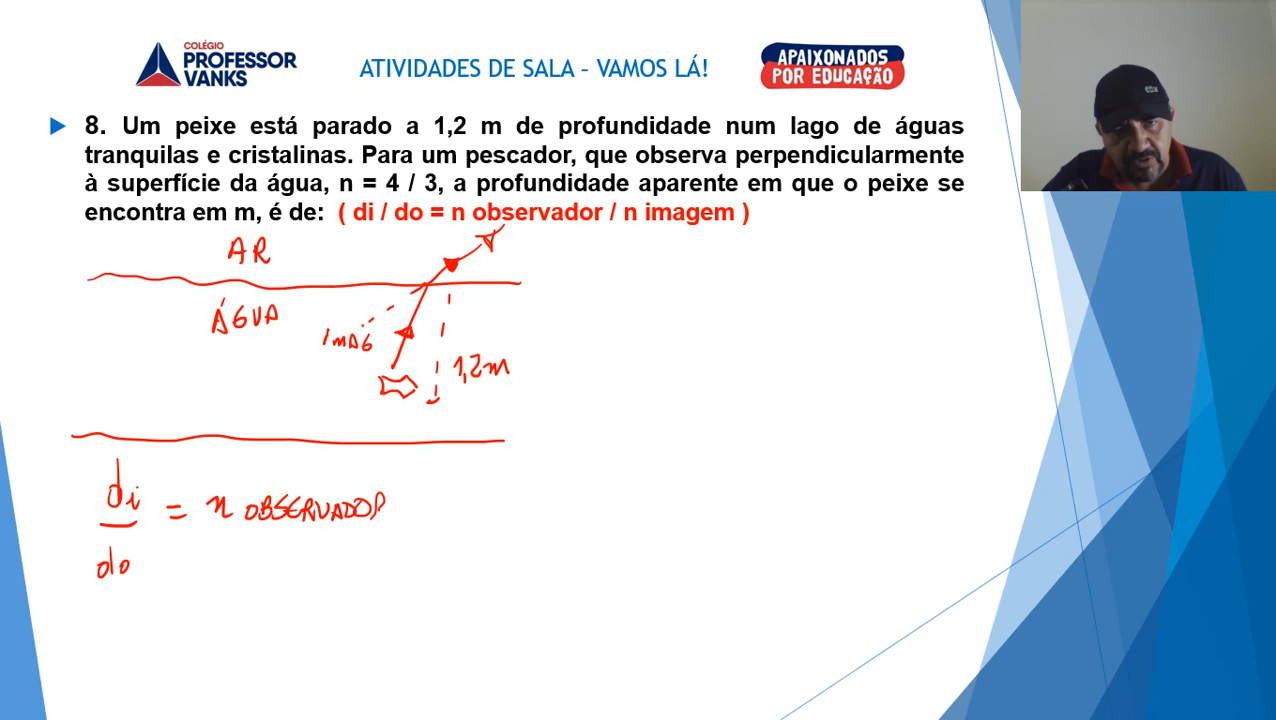 COLÉGIO
PROFESSOR
VANKS
ATIVIDADES DE SALA – VAMOS LÁ!
APAIXONADOS
POR EDUCAÇÃO
8. Um peixe está parado a 1,2 m de profundidade num lago de águas
tranquilas e cristalinas. Para um pescador, que observa perpendicularmente
à superfície da água, n = 4 / 3, a profundidade aparente em que o peixe se
encontra em m, é de: ( di / do = n observador / n imagem )
AR
ÁGUA
imAG
1,2m
di
= n OBSERVADOR
do